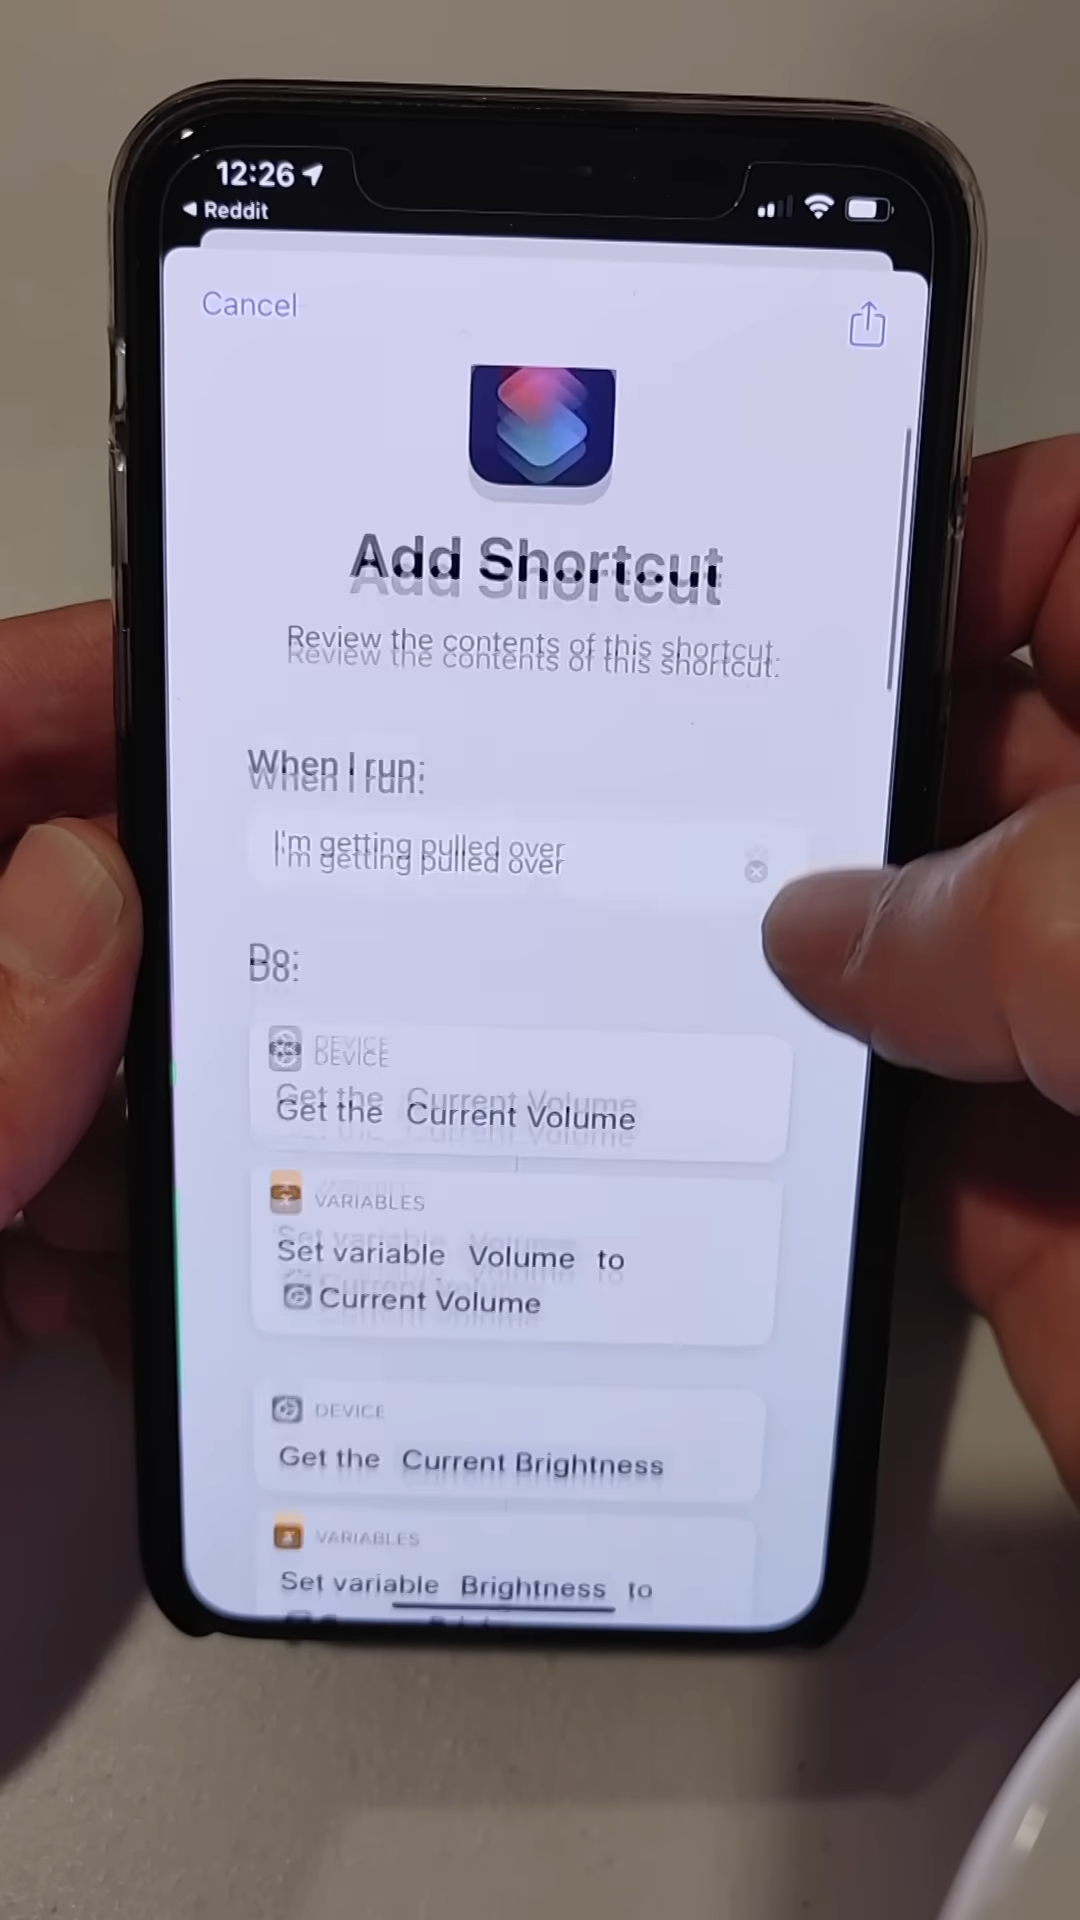 12:26
Reddit
Cancel
Add Shortcut
Review the contents of this shortcut.
When I run:
I'm getting pulled over
Do:
DEVICE
Get the Current Volume
VARIABLES
Set variable Volume to
Current Volume
DEVICE
Get the Current Brightness
VARIABLES
Set variable Brightness to